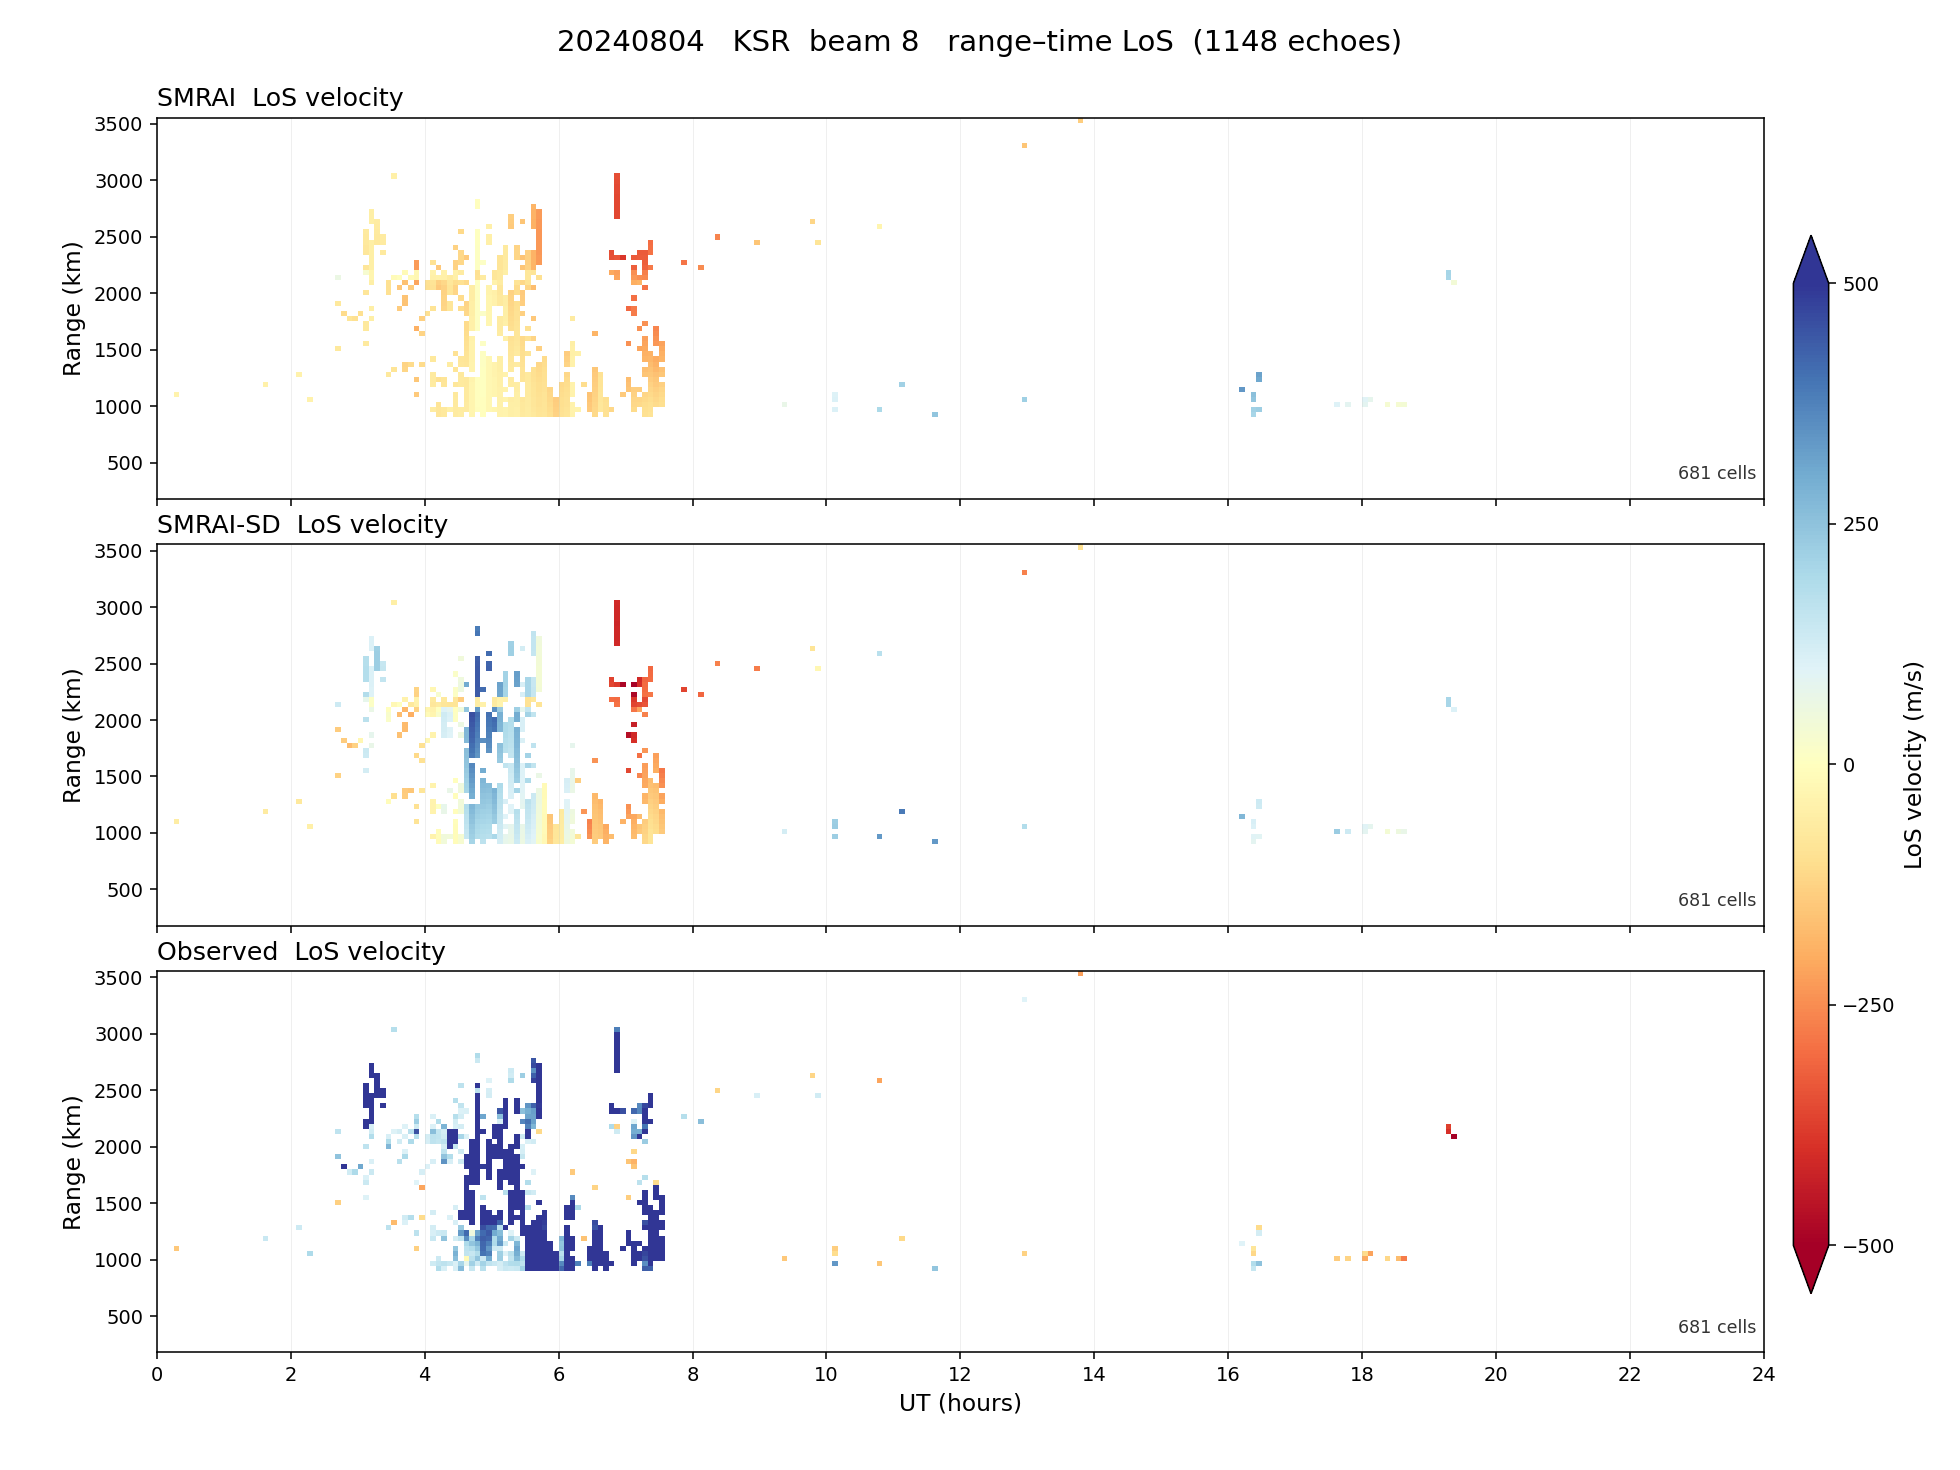 20240804   KSR  beam 8   range–time LoS  (1148 echoes)
SMRAI  LoS velocity
3500
3000
2500
2000
1500
1000
500
Range (km)
681 cells
SMRAI-SD  LoS velocity
3500
3000
2500
2000
1500
1000
500
Range (km)
681 cells
Observed  LoS velocity
3500
3000
2500
2000
1500
1000
500
Range (km)
681 cells
0 2 4 6 8 10 12 14 16 18 20 22 24
UT (hours)
500
250
0
−250
−500
LoS velocity (m/s)